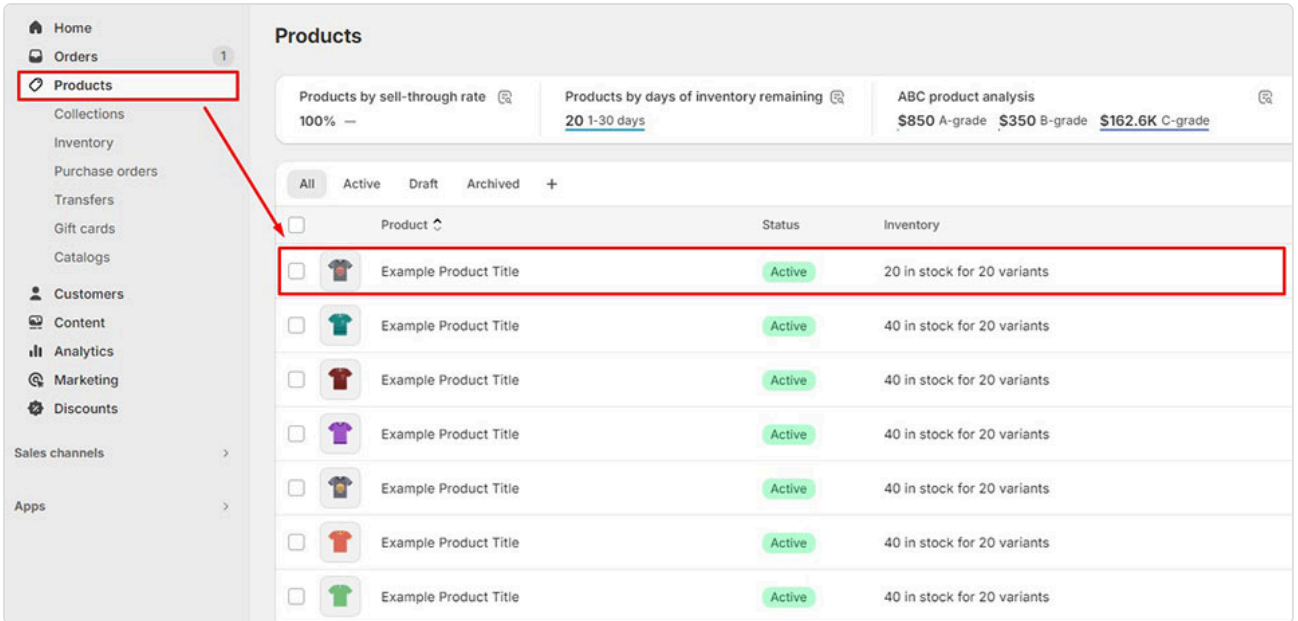 Home
Orders 1
Products
Collections
Inventory
Purchase orders
Transfers
Gift cards
Catalogs
Customers
Content
Analytics
Marketing
Discounts
Sales channels
Apps
Products
Products by sell-through rate
100% —
Products by days of inventory remaining
20 1-30 days
ABC product analysis
$850 A-grade $350 B-grade $162.6K C-grade
All Active Draft Archived +
Product Status Inventory
Example Product Title Active 20 in stock for 20 variants
Example Product Title Active 40 in stock for 20 variants
Example Product Title Active 40 in stock for 20 variants
Example Product Title Active 40 in stock for 20 variants
Example Product Title Active 40 in stock for 20 variants
Example Product Title Active 40 in stock for 20 variants
Example Product Title Active 40 in stock for 20 variants